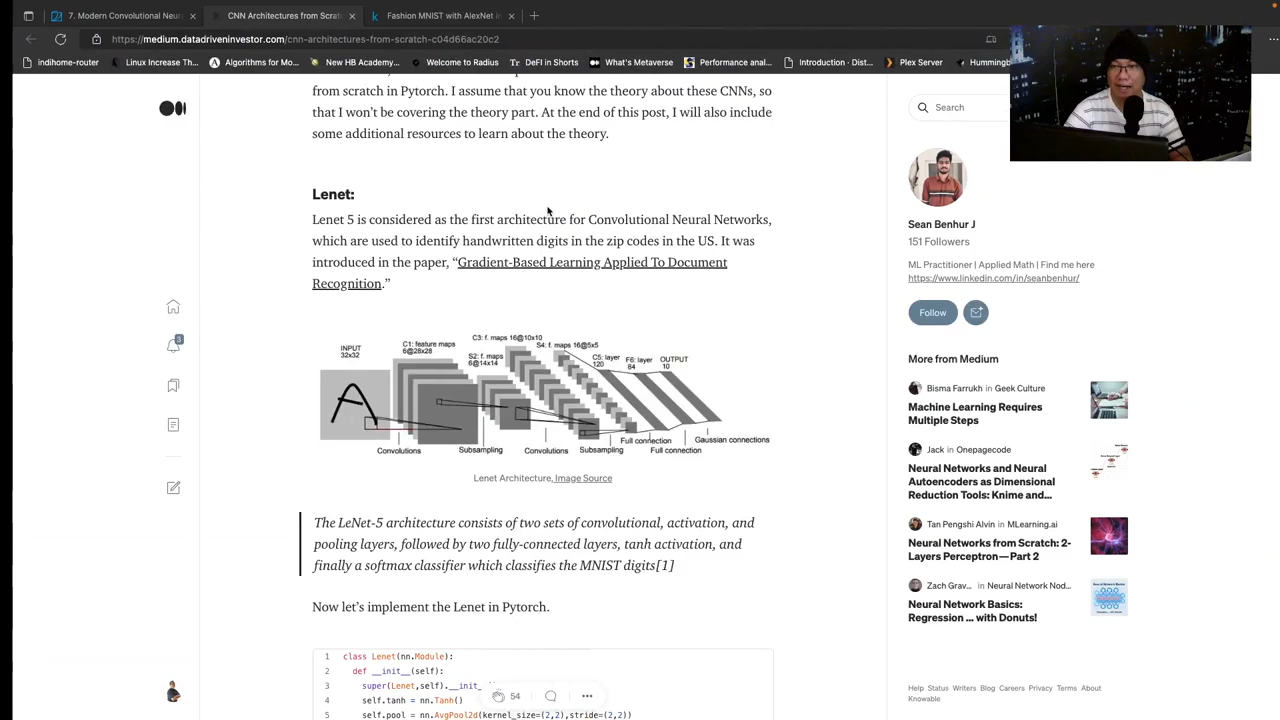 7. Modern Convolutional Neur
CNN Architectures from Scrat
Fashion MNIST with AlexNet in
https://medium.datadriveninvestor.com/cnn-architectures-from-scratch-c04d66ac20c2
indihome-router
Linux Increase Th...
Algorithms for Mo...
New HB Academy...
Welcome to Radius
DeFI in Shorts
What's Metaverse
Performance anal...
Introduction · Dist...
Plex Server
Hummingb
from scratch in Pytorch. I assume that you know the theory about these CNNs, so
that I won't be covering the theory part. At the end of this post, I will also include
some additional resources to learn about the theory.
Lenet:
Lenet 5 is considered as the first architecture for Convolutional Neural Networks,
which are used to identify handwritten digits in the zip codes in the US. It was
introduced in the paper, “Gradient-Based Learning Applied To Document
Recognition.”
INPUT
32x32
C1: feature maps
6@28x28
S2: f. maps
6@14x14
C3: f. maps 16@10x10
S4: f. maps 16@5x5
C5: layer
120
F6: layer
84
OUTPUT
10
A
Convolutions
Subsampling
Convolutions
Subsampling
Full connection
Full connection
Gaussian connections
Lenet Architecture, Image Source
The LeNet-5 architecture consists of two sets of convolutional, activation, and
pooling layers, followed by two fully-connected layers, tanh activation, and
finally a softmax classifier which classifies the MNIST digits[1]
Now let's implement the Lenet in Pytorch.
1 class Lenet(nn.Module):
2 def __init__(self):
3 super(Lenet,self).__init_
4 self.tanh = nn.Tanh()
5 self.pool = nn.AvgPool2d(kernel_size=(2,2),stride=(2,2))
54
3
Search
Sean Benhur J
151 Followers
ML Practitioner | Applied Math | Find me here
https://www.linkedin.com/in/seanbenhur/
Follow
More from Medium
Bisma Farrukh in Geek Culture
Machine Learning Requires
Multiple Steps
Jack in Onepagecode
Neural Networks and Neural
Autoencoders as Dimensional
Reduction Tools: Knime and...
Tan Pengshi Alvin in MLearning.ai
Neural Networks from Scratch: 2-
Layers Perceptron — Part 2
Zach Grav... in Neural Network Nod...
Neural Network Basics:
Regression ... with Donuts!
Help Status Writers Blog Careers Privacy Terms About
Knowable